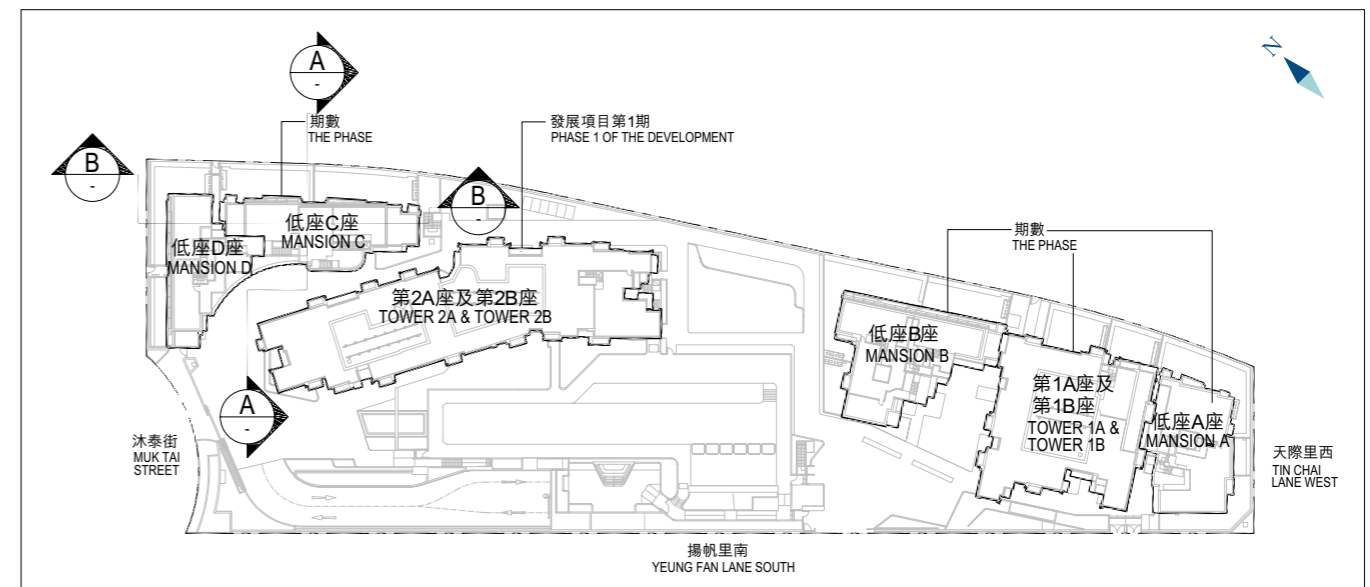 N
A
-
期數
THE PHASE
發展項目第1期
PHASE 1 OF THE DEVELOPMENT
B
-
B
-
低座C座
MANSION C
低座D座
MANSION D
期數
THE PHASE
第2A座及第2B座
TOWER 2A & TOWER 2B
低座B座
MANSION B
第1A座及
第1B座
TOWER 1A &
TOWER 1B
低座A座
MANSION A
A
-
沐泰街
MUK TAI
STREET
天際里西
TIN CHAI
LANE WEST
揚帆里南
YEUNG FAN LANE SOUTH